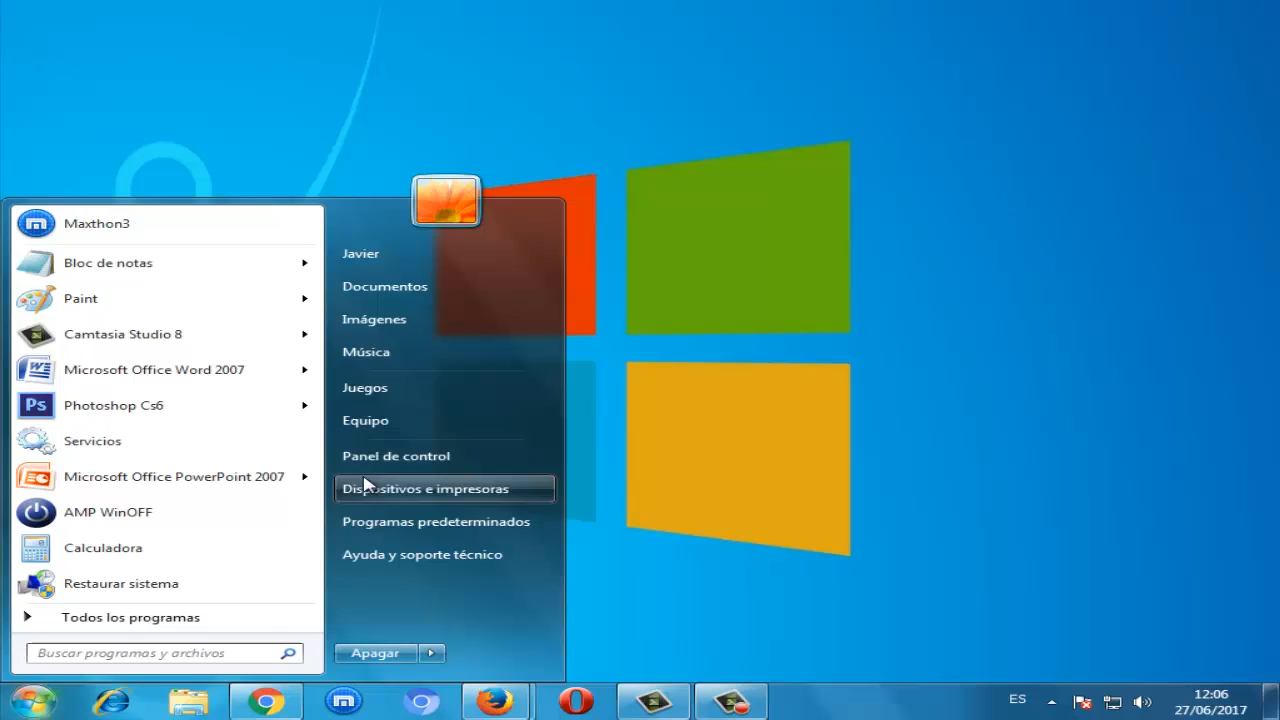 Maxthon3
Bloc de notas
Paint
Camtasia Studio 8
Microsoft Office Word 2007
Ps Photoshop Cs6
Servicios
Microsoft Office PowerPoint 2007
AMP WinOFF
Calculadora
Restaurar sistema
Todos los programas
Buscar programas y archivos
Javier
Documentos
Imágenes
Música
Juegos
Equipo
Panel de control
Dispositivos e impresoras
Programas predeterminados
Ayuda y soporte técnico
Apagar
ES
12:06
27/06/2017